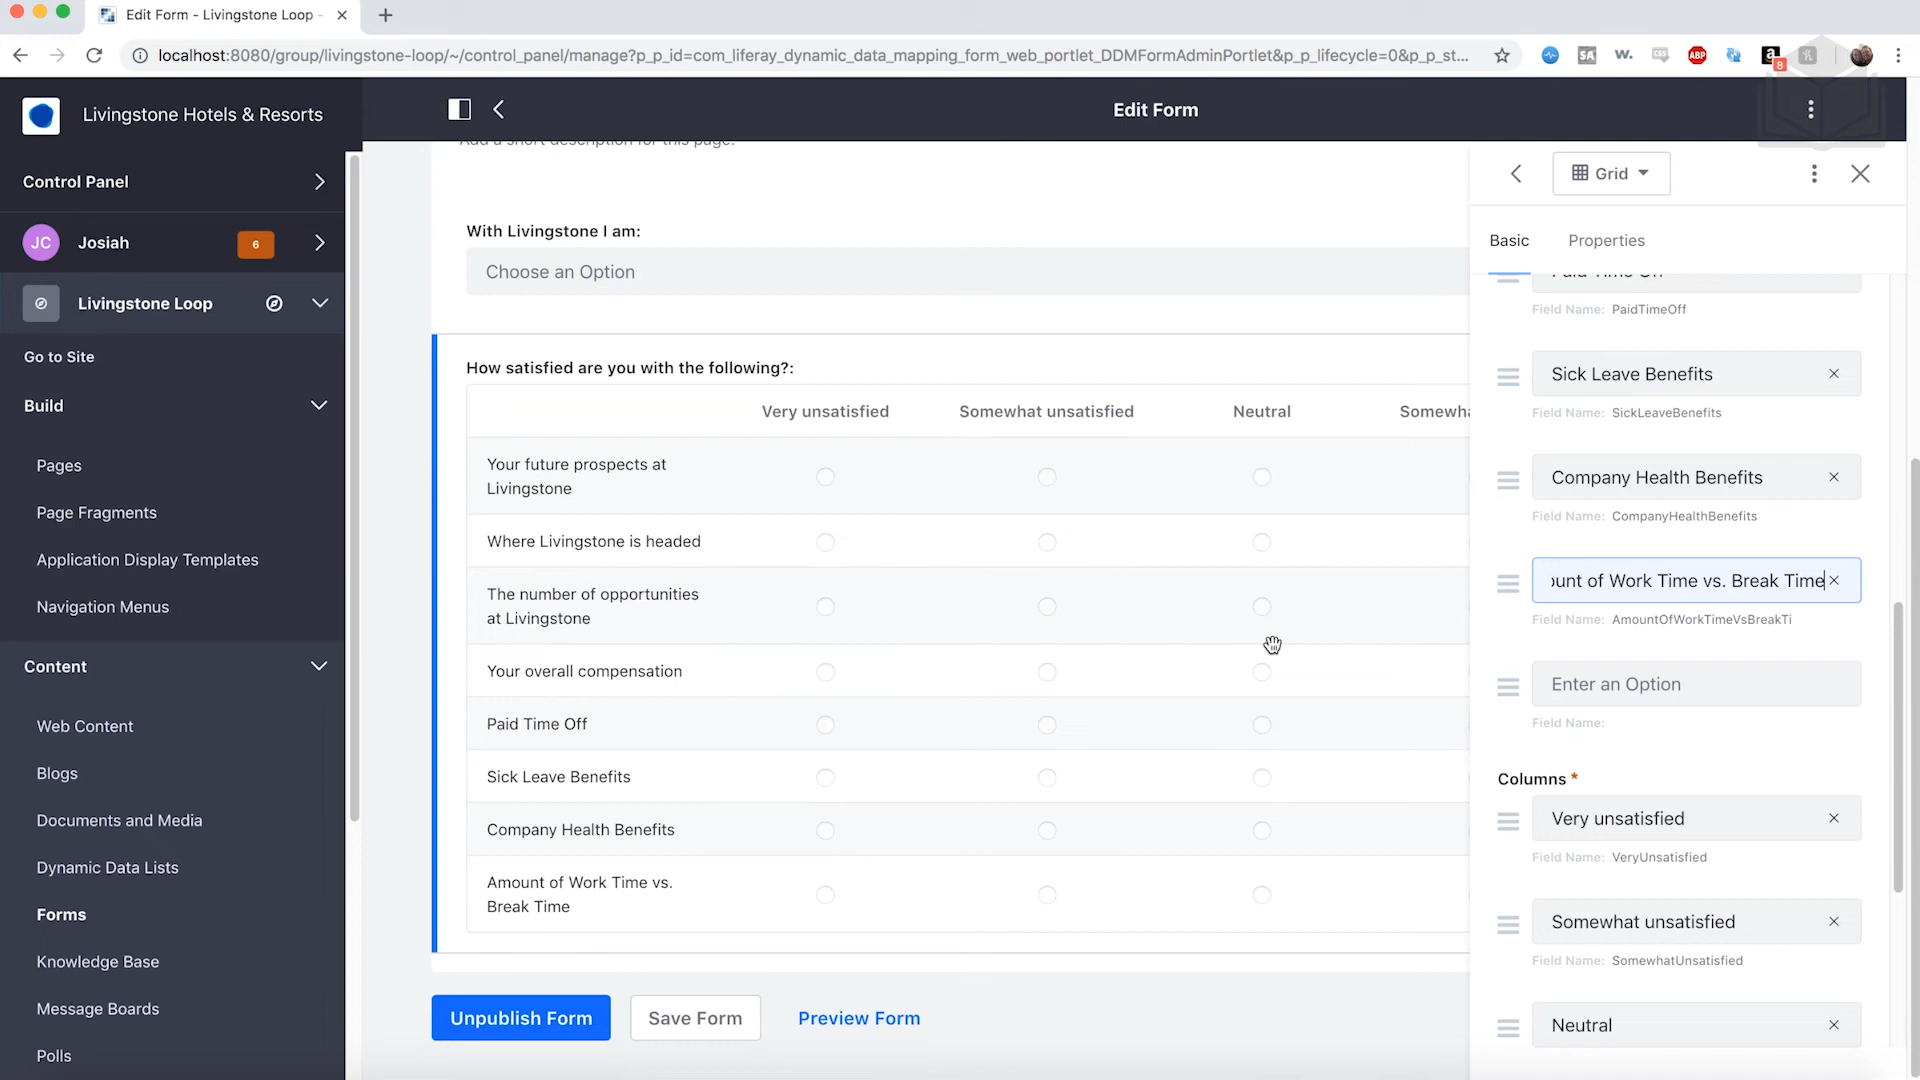 Edit Form - Livingstone Loop -
localhost:8080/group/livingstone-loop/~/control_panel/manage?p_p_id=com_liferay_dynamic_data_mapping_form_web_portlet_DDMFormAdminPortlet&p_p_lifecycle=0&p_p_st...
SA
w.
CSS
ABP
a
8
Livingstone Hotels & Resorts
Edit Form
Control Panel
JC Josiah 6
Livingstone Loop
Go to Site
Build
Pages
Page Fragments
Application Display Templates
Navigation Menus
Content
Web Content
Blogs
Documents and Media
Dynamic Data Lists
Forms
Knowledge Base
Message Boards
Polls
Add a short description for this page.
With Livingstone I am:
Choose an Option
How satisfied are you with the following?:
Very unsatisfied Somewhat unsatisfied Neutral Somewha
Your future prospects at
Livingstone
Where Livingstone is headed
The number of opportunities
at Livingstone
Your overall compensation
Paid Time Off
Sick Leave Benefits
Company Health Benefits
Amount of Work Time vs.
Break Time
Unpublish Form Save Form Preview Form
Grid
Basic Properties
Paid Time Off
Field Name: PaidTimeOff
Sick Leave Benefits
Field Name: SickLeaveBenefits
Company Health Benefits
Field Name: CompanyHealthBenefits
ount of Work Time vs. Break Time
Field Name: AmountOfWorkTimeVsBreakTi
Enter an Option
Field Name:
Columns *
Very unsatisfied
Field Name: VeryUnsatisfied
Somewhat unsatisfied
Field Name: SomewhatUnsatisfied
Neutral